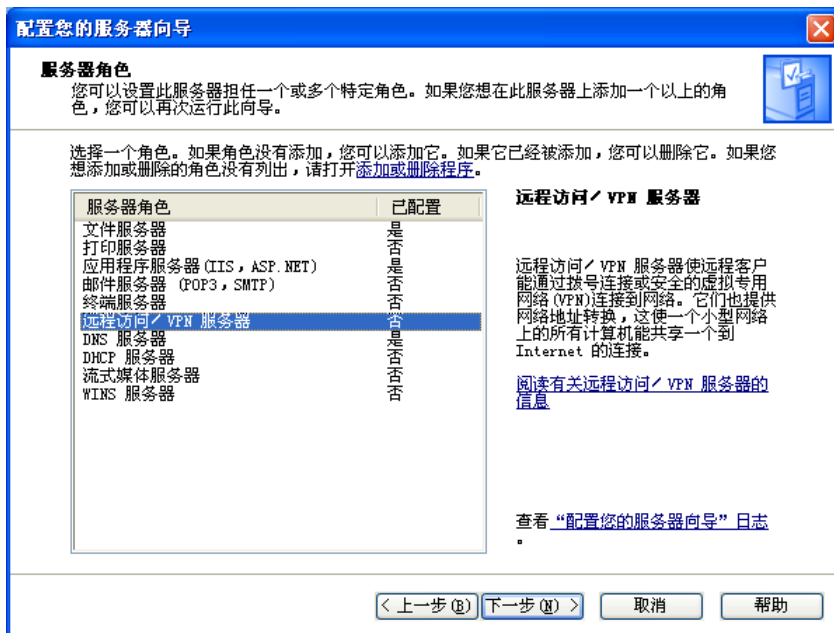 配置您的服务器向导
服务器角色
您可以设置此服务器担任一个或多个特定角色。如果您想在此服务器上添加一个以上的角
色，您可以再次运行此向导。
选择一个角色。如果角色没有添加，您可以添加它。如果它已经被添加，您可以删除它。如果您
想添加或删除的角色没有列出，请打开添加或删除程序。
服务器角色 已配置
文件服务器 是
打印服务器 否
应用程序服务器(IIS，ASP.NET) 是
邮件服务器 (POP3，SMTP) 否
终端服务器 否
远程访问/VPN 服务器 否
DNS 服务器 是
DHCP 服务器 否
流式媒体服务器 否
WINS 服务器 否
远程访问/VPN 服务器
远程访问/VPN 服务器使远程客户
能通过拨号连接或安全的虚拟专用
网络(VPN)连接到网络。它们也提供
网络地址转换，这使一个小型网络
上的所有计算机能共享一个到
Internet 的连接。
阅读有关远程访问/VPN 服务器的
信息
查看“配置您的服务器向导”日志
。
< 上一步(B) 下一步(N) > 取消 帮助